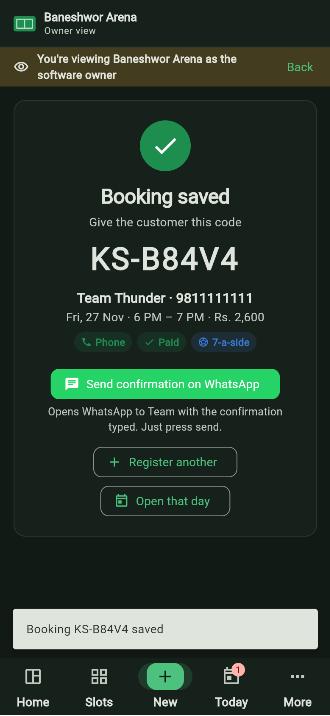 Baneshwor Arena
Owner view
You're viewing Baneshwor Arena as the
software owner
Back
Booking saved
Give the customer this code
KS-B84V4
Team Thunder · 9811111111
Fri, 27 Nov · 6 PM – 7 PM · Rs. 2,600
Phone
Paid
7-a-side
Send confirmation on WhatsApp
Opens WhatsApp to Team with the confirmation
typed. Just press send.
Register another
Open that day
Booking KS-B84V4 saved
1
Home
Slots
New
Today
More